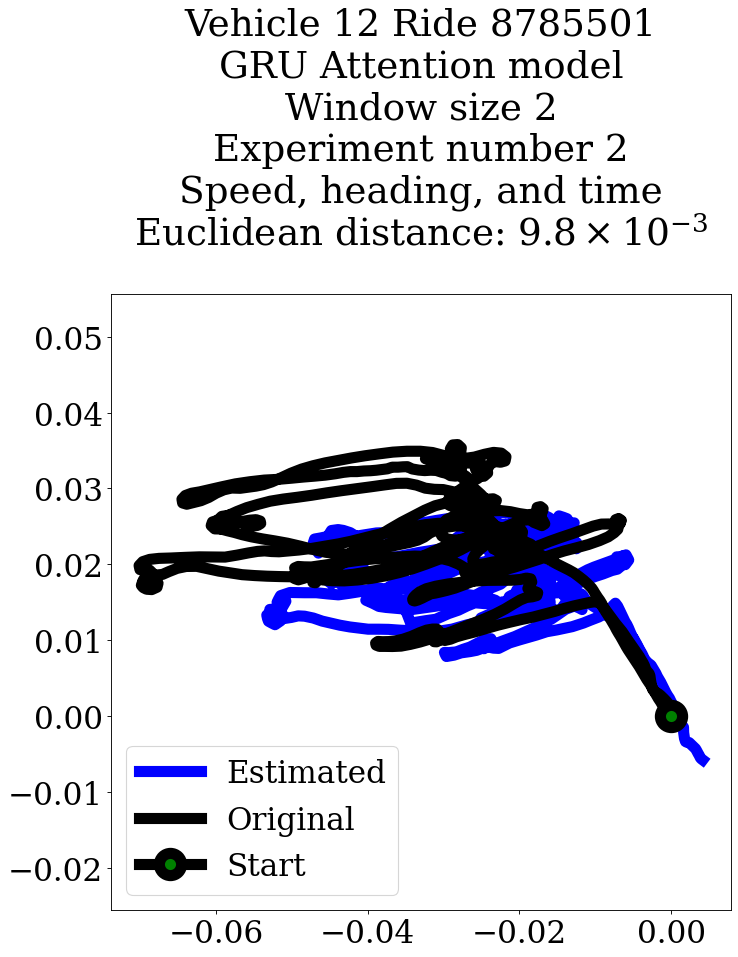 Vehicle 12 Ride 8785501
GRU Attention model
Window size 2
Experiment number 2
Speed, heading, and time
Euclidean distance: 9.8 × 10⁻³
0.05
0.04
0.03
0.02
0.01
0.00
−0.01
−0.02
Estimated
Original
Start
−0.06 −0.04 −0.02 0.00